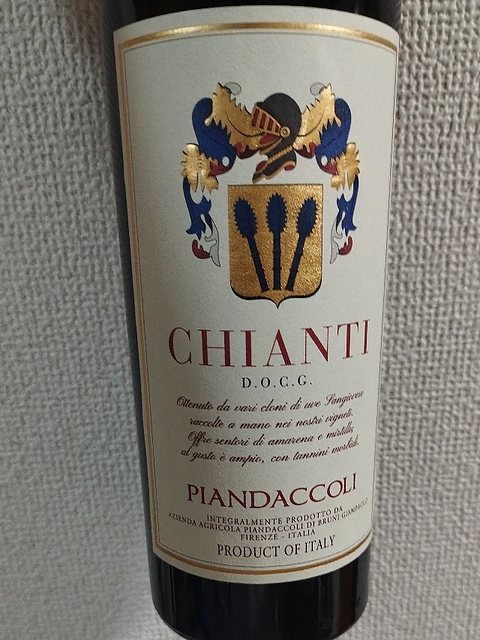 CHIANTI
D.O.C.G.
Ottenuto da vari cloni di uve Sangiovese
raccolte a mano nei nostri vigneti.
Offre sentori di amarena e mirtillo,
al gusto è ampio, con tannini morbidi.
PIANDACCOLI
INTEGRALMENTE PRODOTTO DA
AZIENDA AGRICOLA PIANDACCOLI DI BRUNI GIAMPAOLO
FIRENZE - ITALIA
PRODUCT OF ITALY